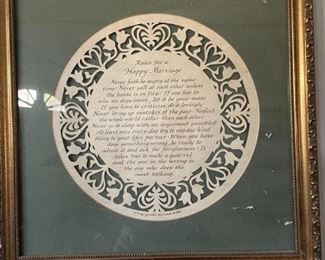 Rules for a
Happy Marriage
Never both be angry at the same
time · Never yell at each other unless
the house is on fire · If one has to
win an argument, let it be your mate.
If you have to criticize, do it lovingly
Never bring up mistakes of the past · Neglect
the whole world rather than each other
Never go to sleep with an argument unsettled
At least once every day try to say one kind
thing to your life's partner · When you have
done something wrong, be ready to
admit it and ask for forgiveness · It
takes two to make a quarrel
and the one in the wrong is
the one who does the
most talking.